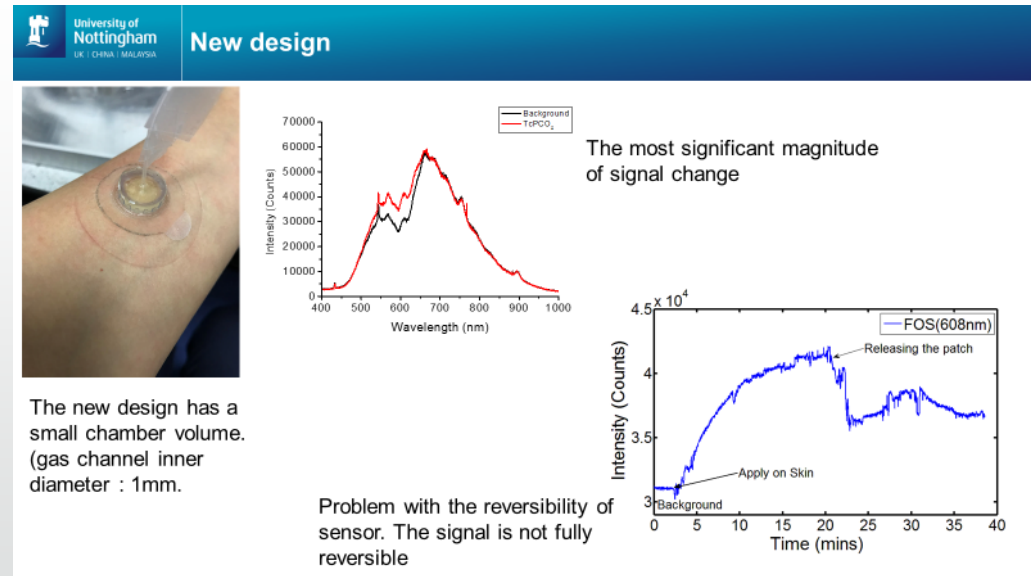 University of
Nottingham
UK | CHINA | MALAYSIA
New design
Background
TcPCO2
70000
60000
50000
40000
30000
20000
10000
0
Intensity (Counts)
400 500 600 700 800 900 1000
Wavelength (nm)
The most significant magnitude
of signal change
The new design has a
small chamber volume.
(gas channel inner
diameter : 1mm.
Problem with the reversibility of
sensor. The signal is not fully
reversible
4.5 x 10^4
4
3.5
3
Intensity (Counts)
FOS(608nm)
Releasing the patch
Apply on Skin
Background
0 5 10 15 20 25 30 35 40
Time (mins)